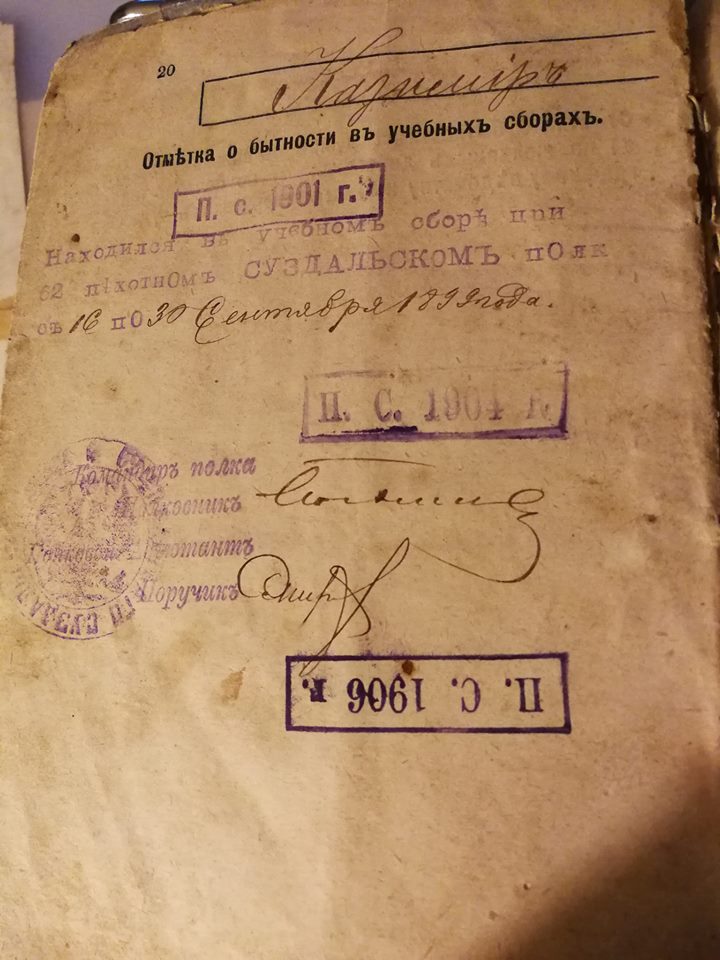 20
Казимiръ
Отмѣтка о бытности въ учебныхъ сборахъ.
П. с. 1901 г.
Находился въ учебномъ сборѣ при
62 пѣхотномъ СУЗДАЛЬСКОМЪ полк
съ 16 по 30 Сентября 1899 года.
П. С. 1904 г.
Командиръ полка
Полковникъ
Полковой Адъютантъ
Поручикъ
П. С. 1906 г.